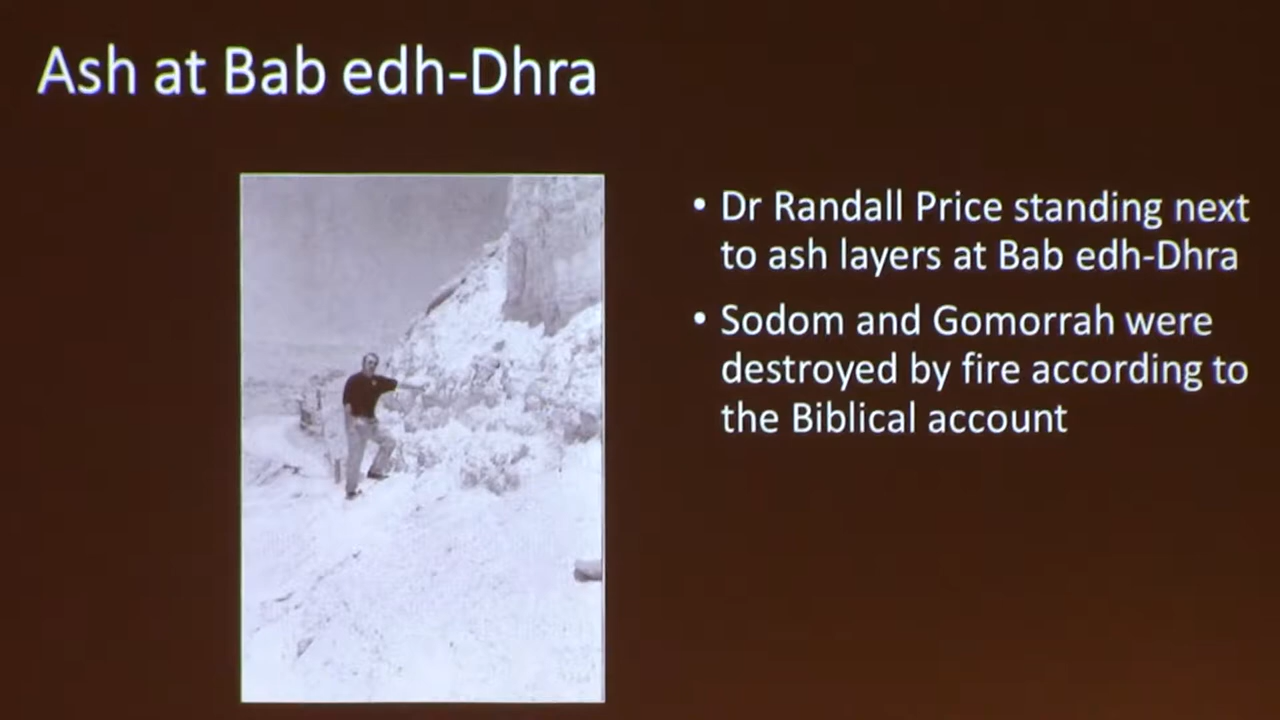 Ash at Bab edh-Dhra
• Dr Randall Price standing next
to ash layers at Bab edh-Dhra
• Sodom and Gomorrah were
destroyed by fire according to
the Biblical account